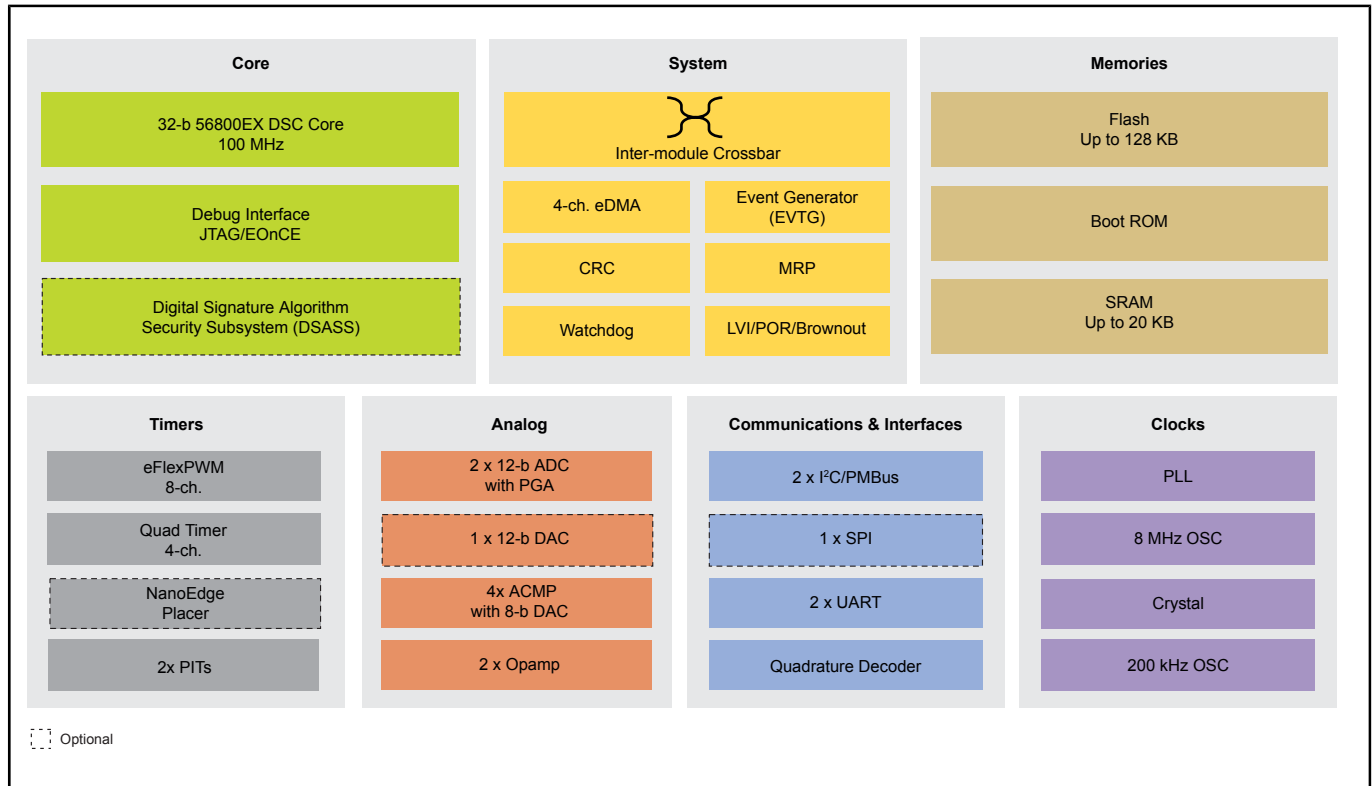 Core
32-b 56800EX DSC Core
100 MHz
Debug Interface
JTAG/EOnCE
Digital Signature Algorithm
Security Subsystem (DSASS)
System
Inter-module Crossbar
4-ch. eDMA
Event Generator
(EVTG)
CRC
MRP
Watchdog
LVI/POR/Brownout
Memories
Flash
Up to 128 KB
Boot ROM
SRAM
Up to 20 KB
Timers
eFlexPWM
8-ch.
Quad Timer
4-ch.
NanoEdge
Placer
2x PITs
Analog
2 x 12-b ADC
with PGA
1 x 12-b DAC
4x ACMP
with 8-b DAC
2 x Opamp
Communications & Interfaces
2 x I²C/PMBus
1 x SPI
2 x UART
Quadrature Decoder
Clocks
PLL
8 MHz OSC
Crystal
200 kHz OSC
Optional